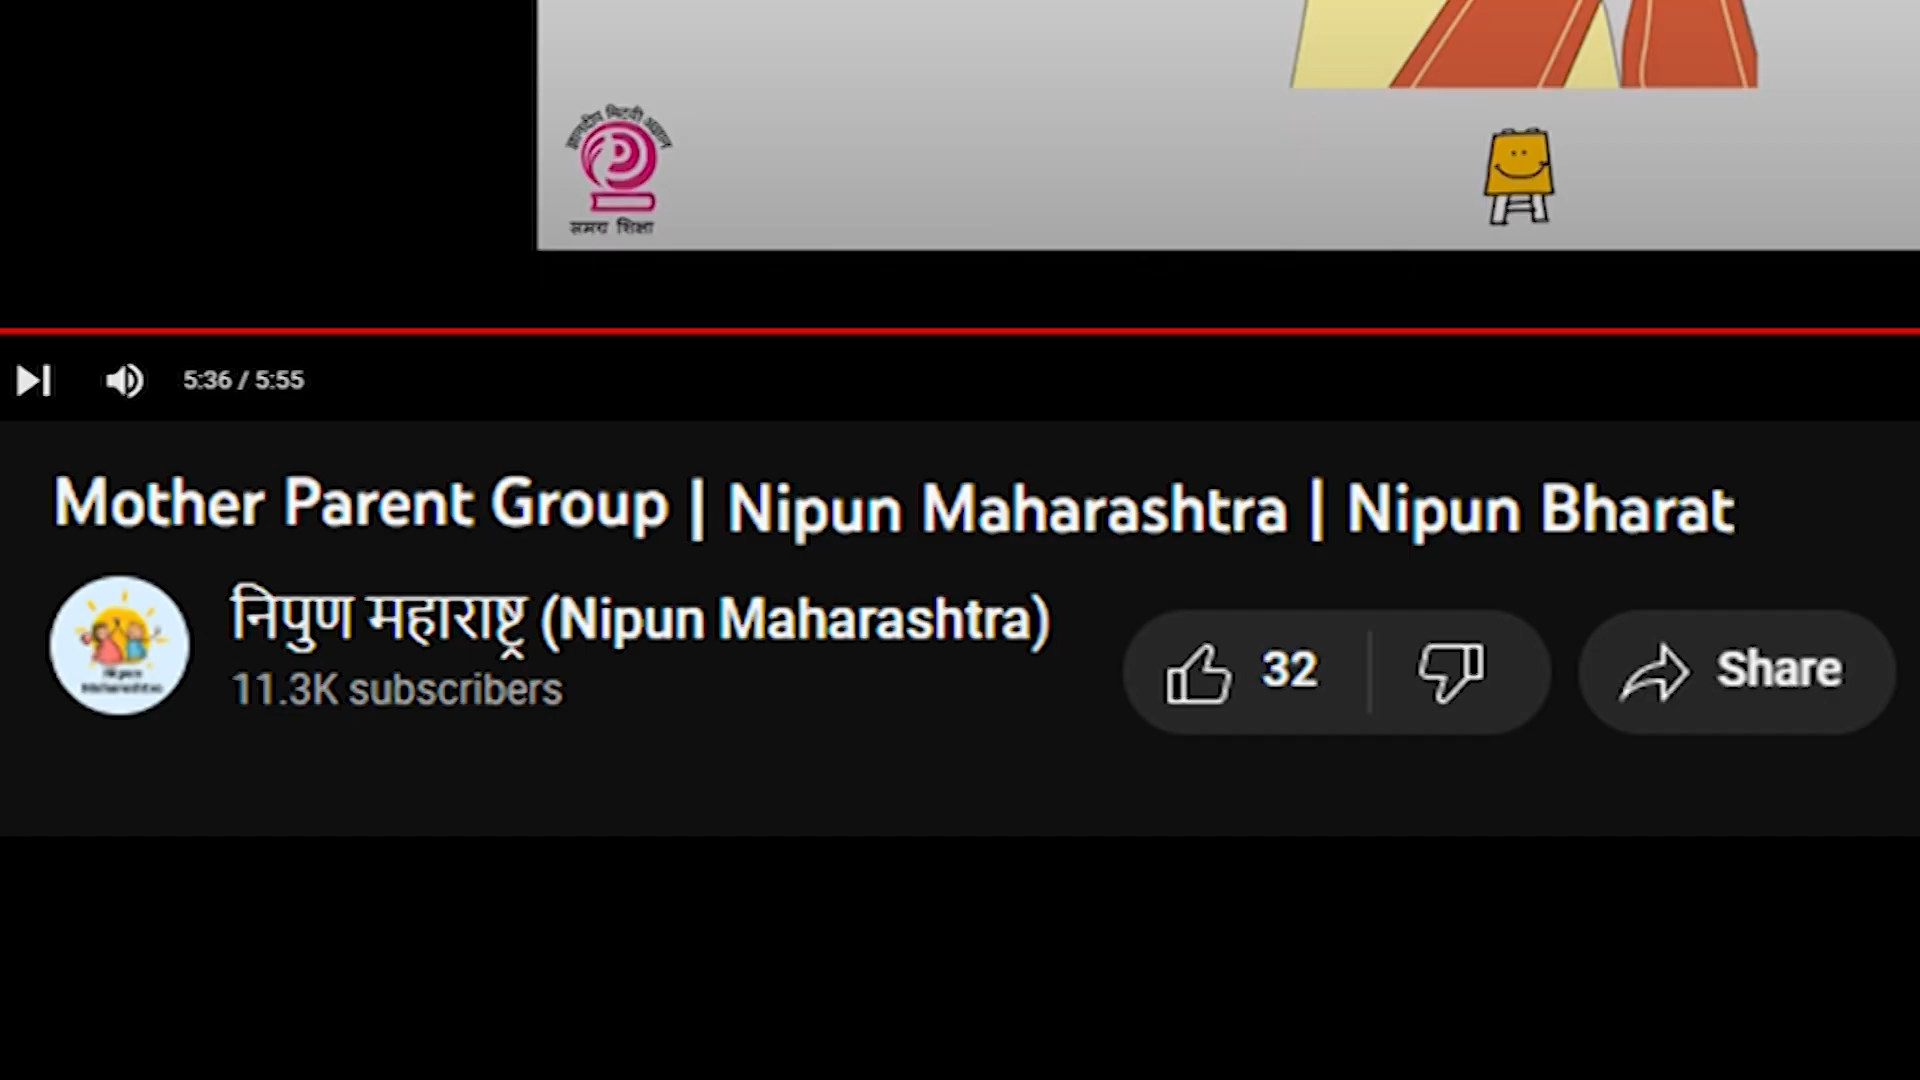 समग्र शिक्षा
5:36 / 5:55
Mother Parent Group | Nipun Maharashtra | Nipun Bharat
निपुण महाराष्ट्र (Nipun Maharashtra)
11.3K subscribers
32
Share